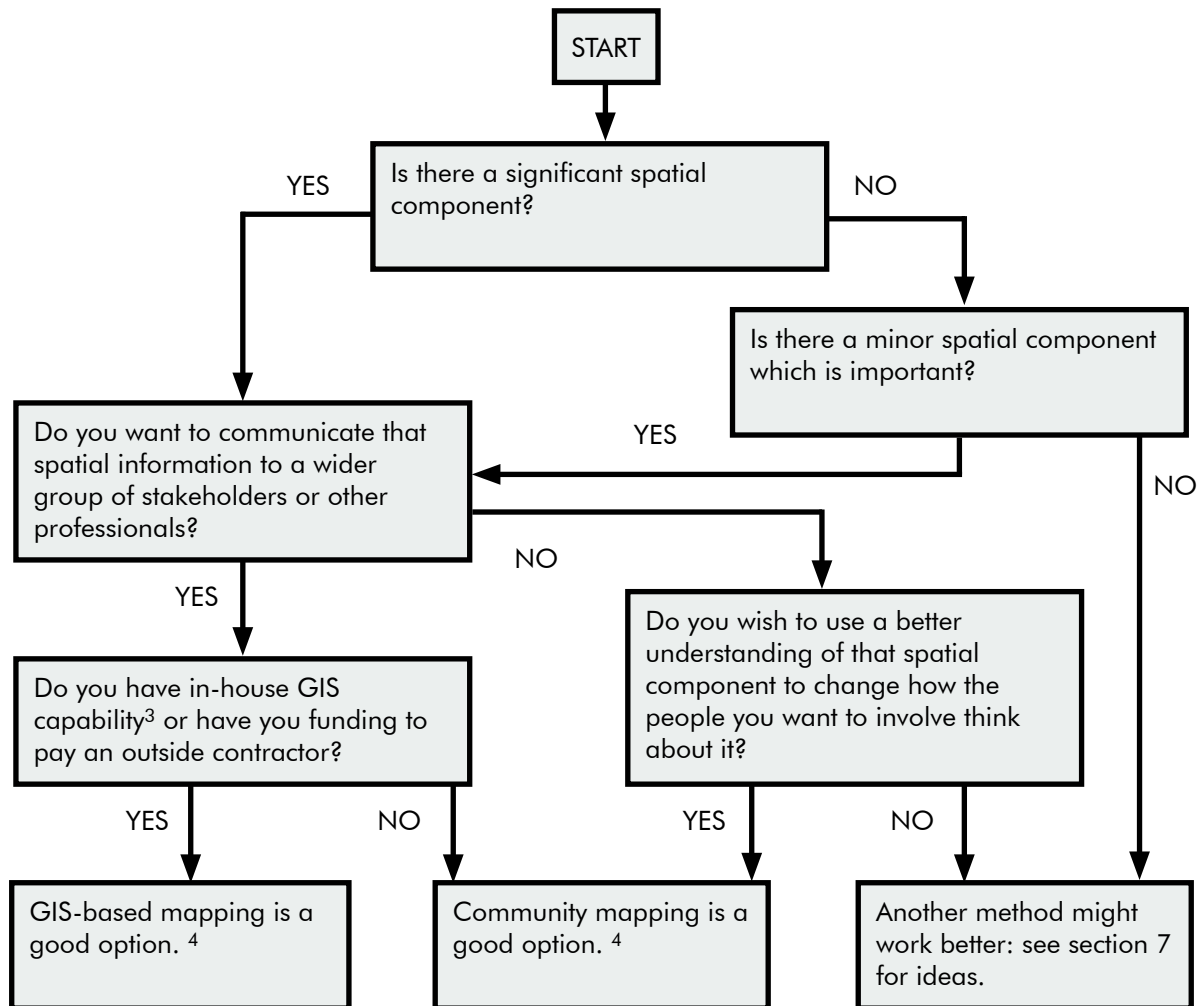 START
Is there a significant spatial
component?
YES
NO
Is there a minor spatial component
which is important?
Do you want to communicate that
spatial information to a wider
group of stakeholders or other
professionals?
YES
NO
NO
YES
Do you wish to use a better
understanding of that spatial
component to change how the
people you want to involve think
about it?
Do you have in-house GIS
capability³ or have you funding to
pay an outside contractor?
YES
NO
YES
NO
GIS-based mapping is a
good option. ⁴
Community mapping is a
good option. ⁴
Another method might
work better: see section 7
for ideas.